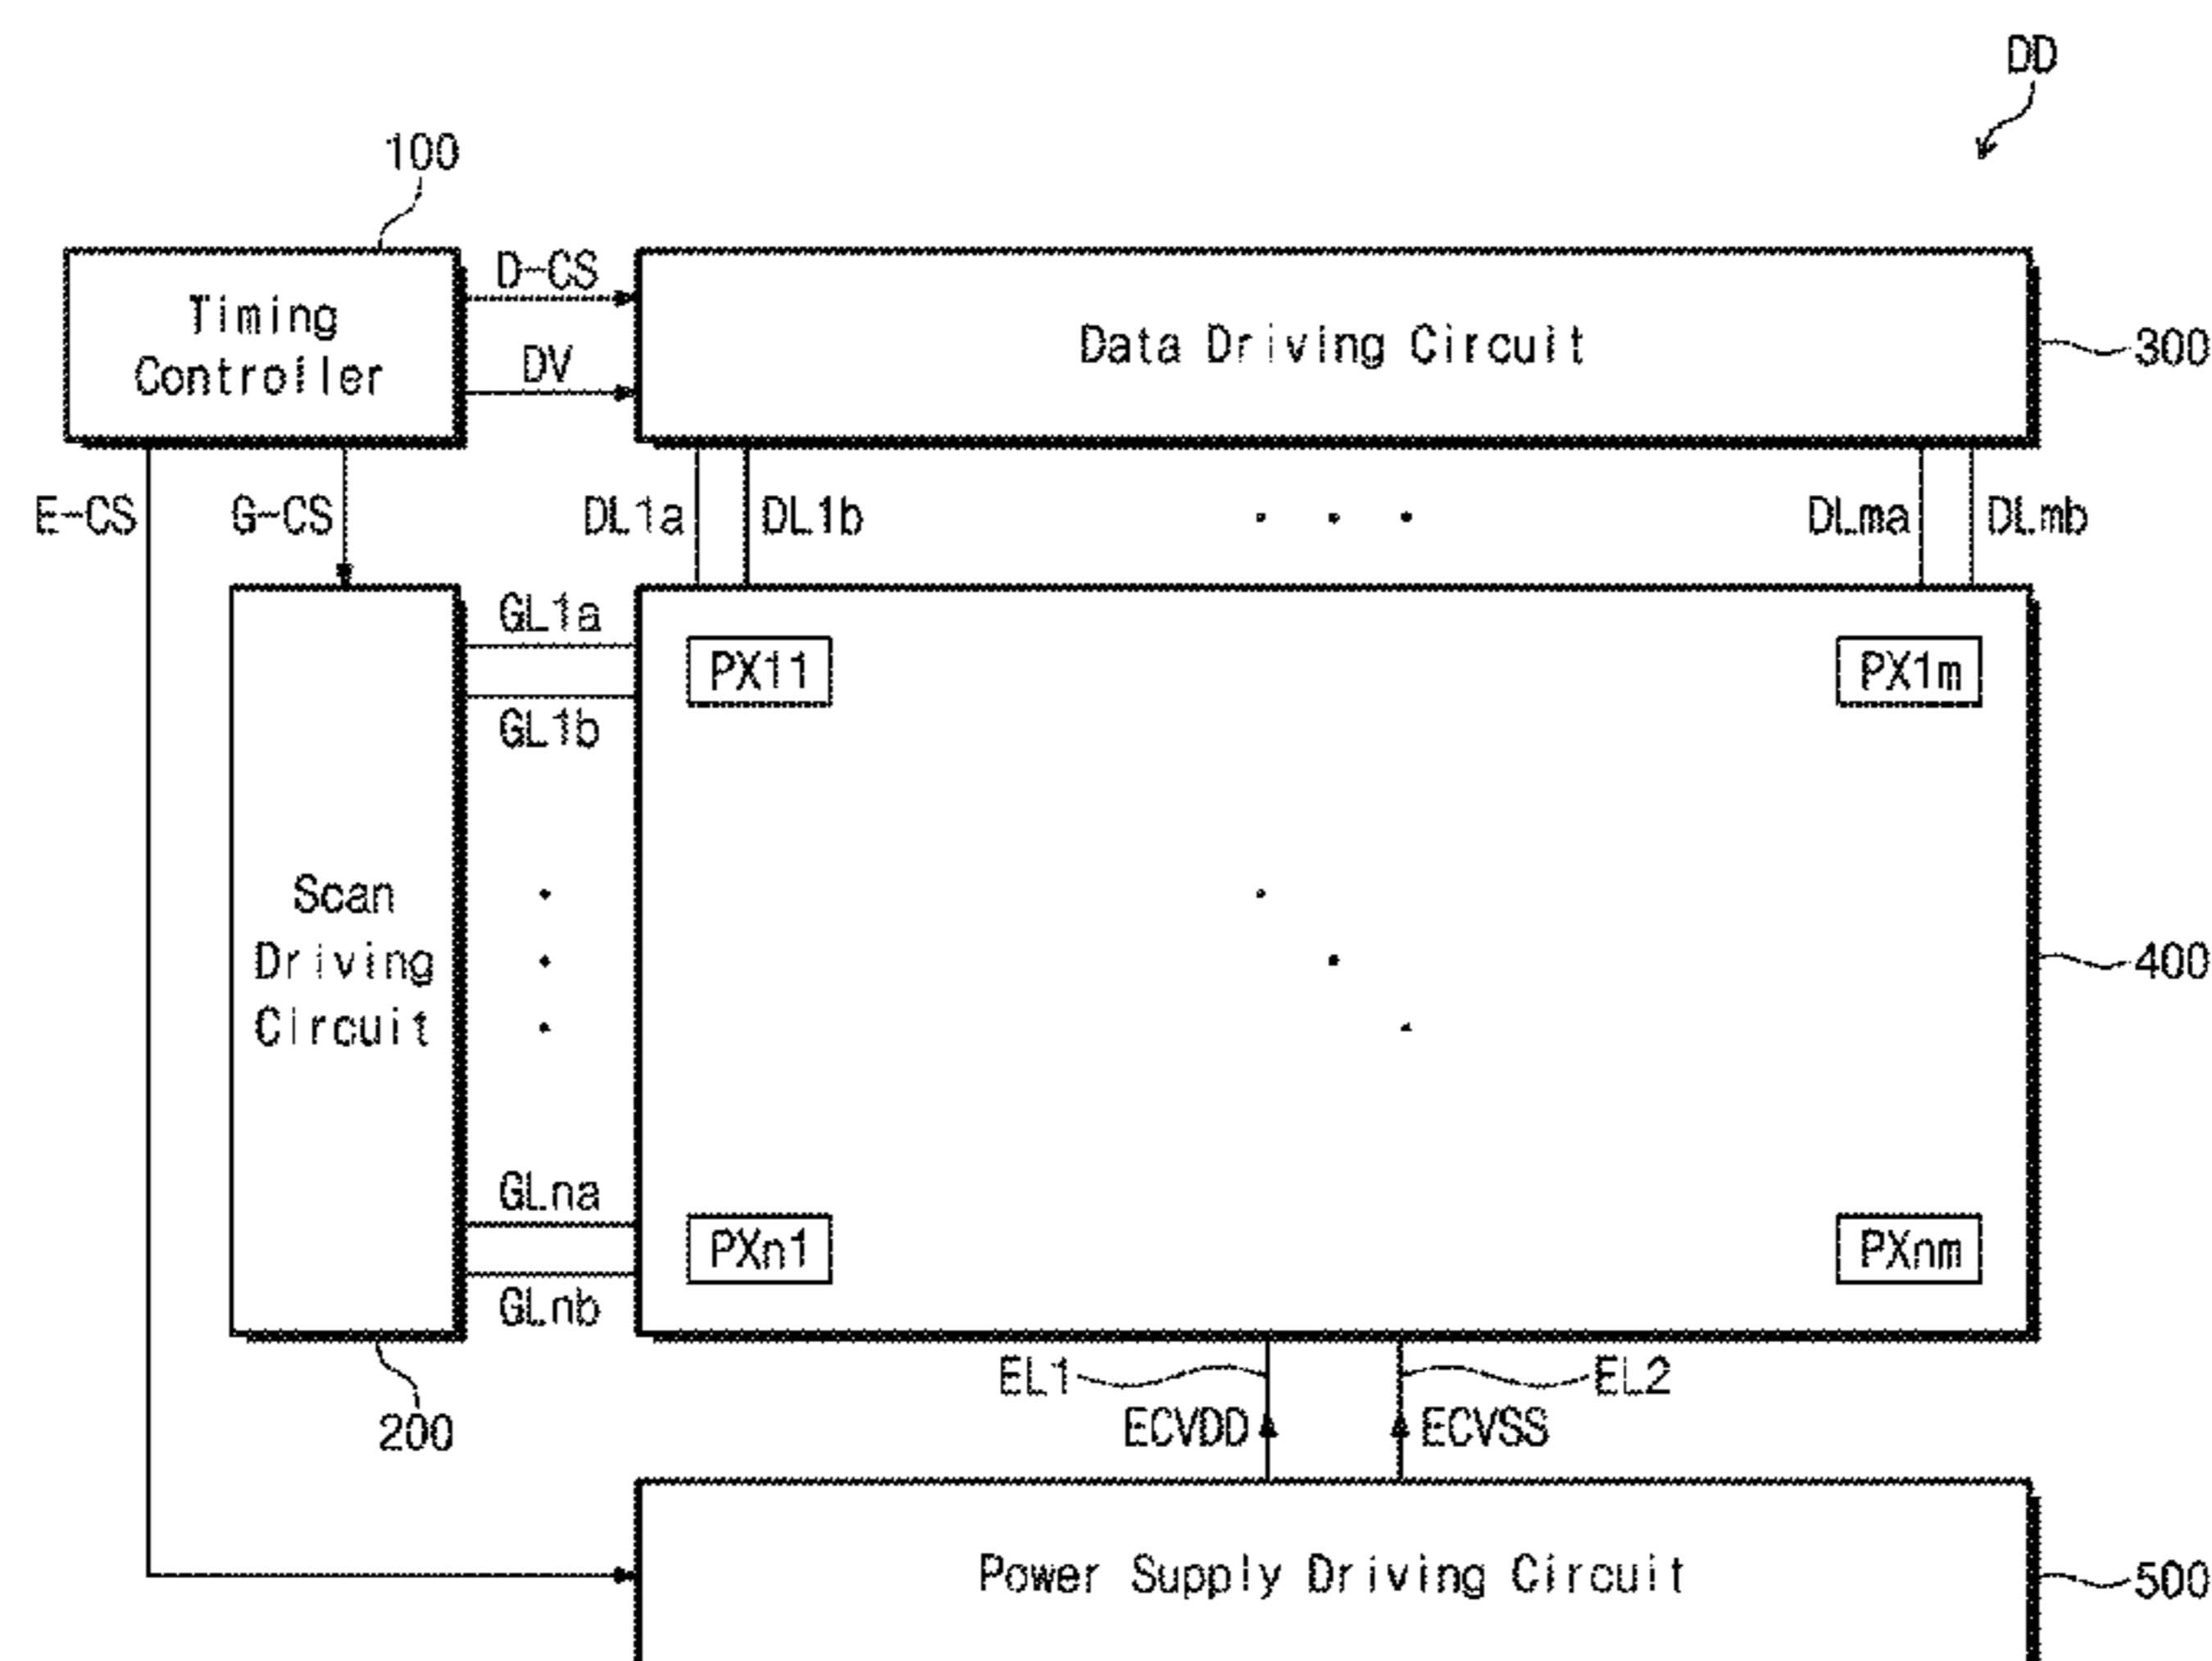 DD
100
Timing
Controller
D-CS
DV
Data Driving Circuit
300
E-CS
G-CS
DL1a
DL1b
DLma
DLmb
GL1a
GL1b
PX11
PX1m
Scan
Driving
Circuit
400
GLna
GLnb
PXn1
PXnm
200
EL1
EL2
ECVDD
ECVSS
Power Supply Driving Circuit
500